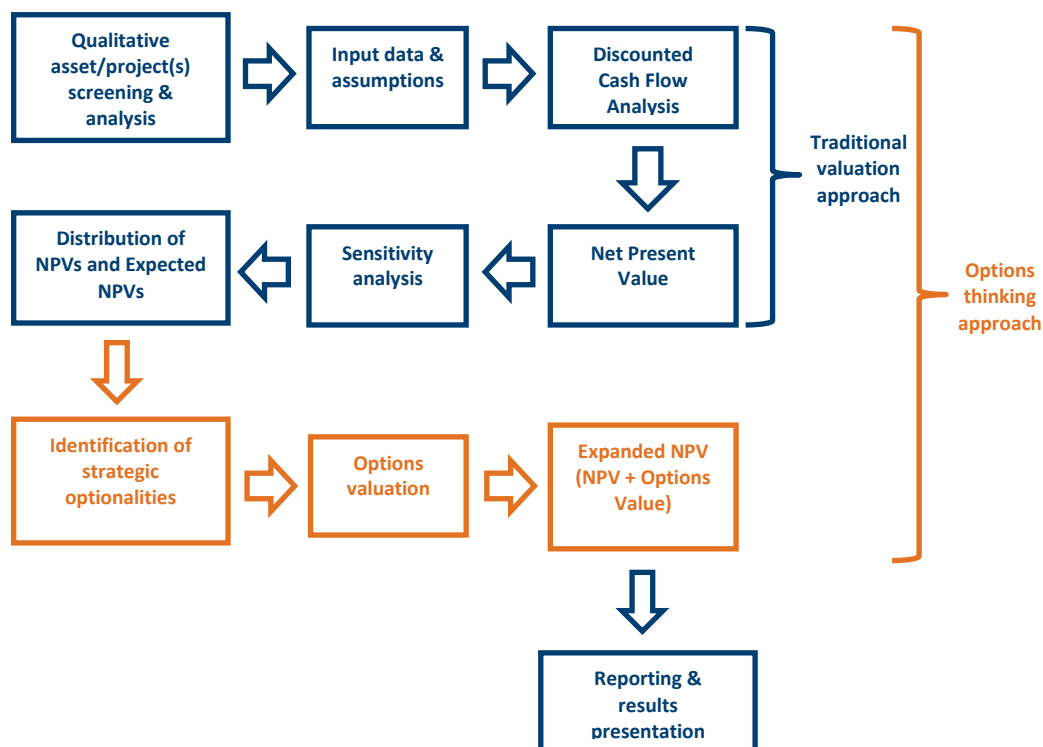 Qualitative
asset/project(s)
screening &
analysis
Input data &
assumptions
Discounted
Cash Flow
Analysis
Traditional
valuation
approach
Distribution of
NPVs and Expected
NPVs
Sensitivity
analysis
Net Present
Value
Options
thinking
approach
Identification of
strategic
optionalities
Options
valuation
Expanded NPV
(NPV + Options
Value)
Reporting &
results
presentation